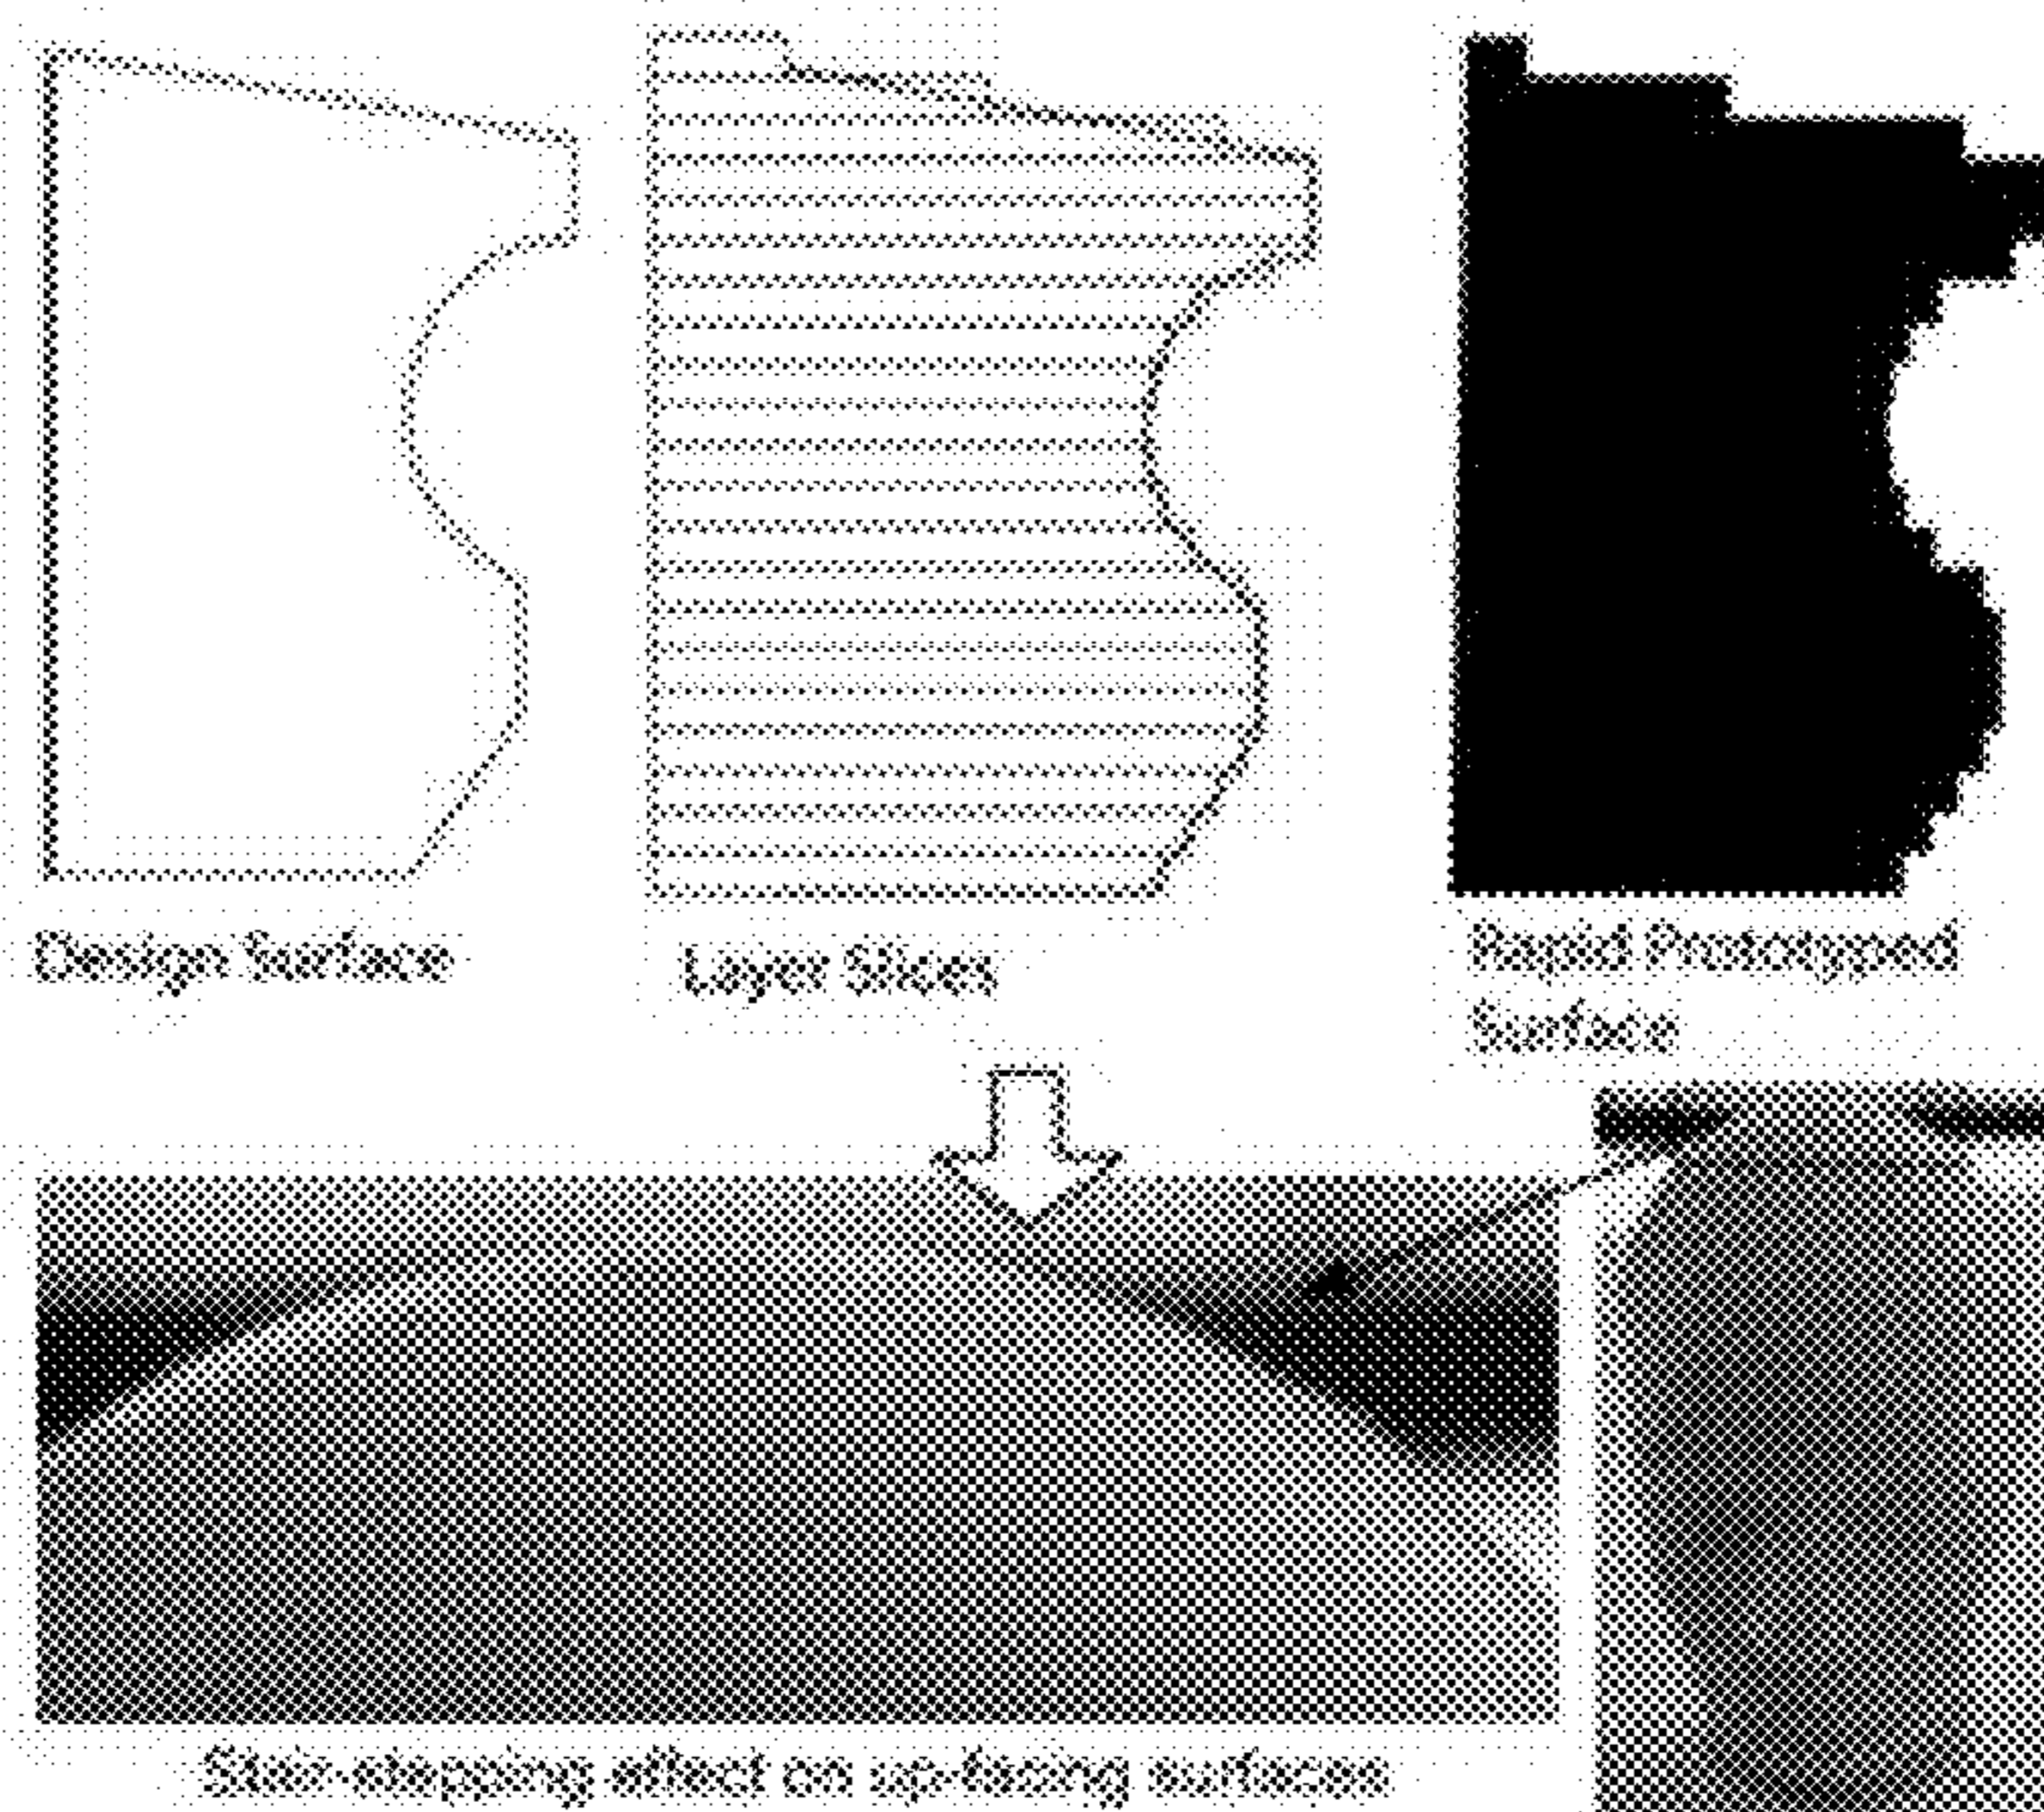 Design Surface
Layer Slices
Rapid Prototyped
Surface
Stair-stepping effect on up-facing surfaces